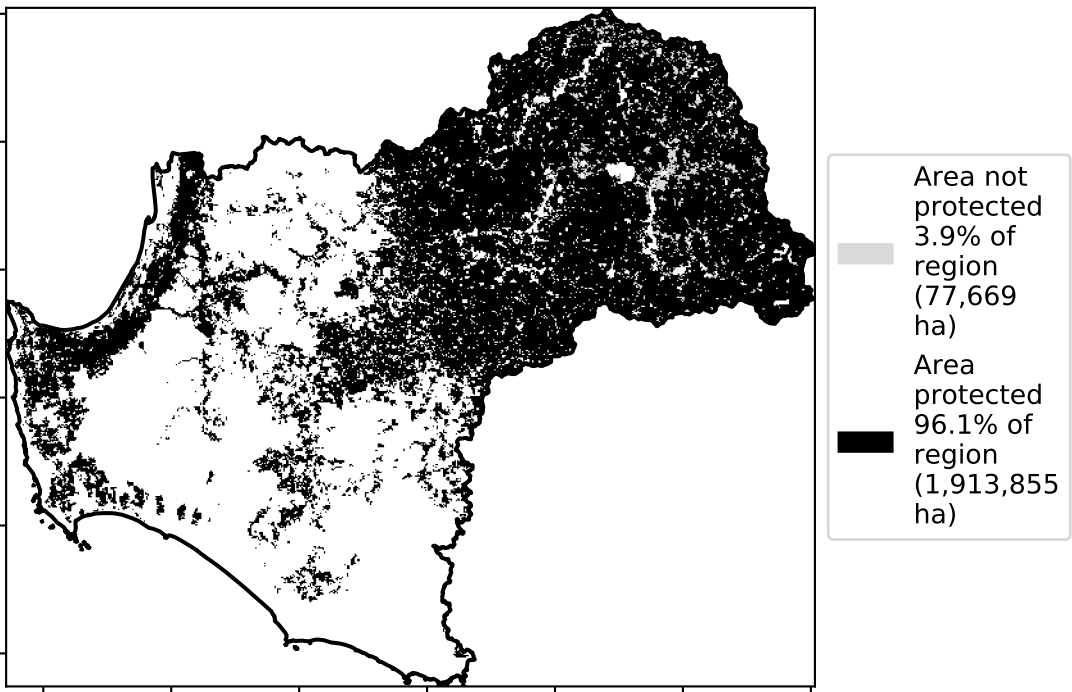 Area not
protected
3.9% of
region
(77,669
ha)
Area
protected
96.1% of
region
(1,913,855
ha)